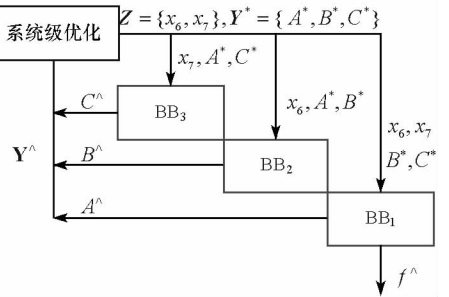 系统级优化
Z = {x₆, x₇}, Y* = { A*, B*, C*}
x₇, A*, C*
C^
BB₃
x₆, A*, B*
x₆, x₇
B*, C*
Y^
B^
BB₂
A^
BB₁
f^